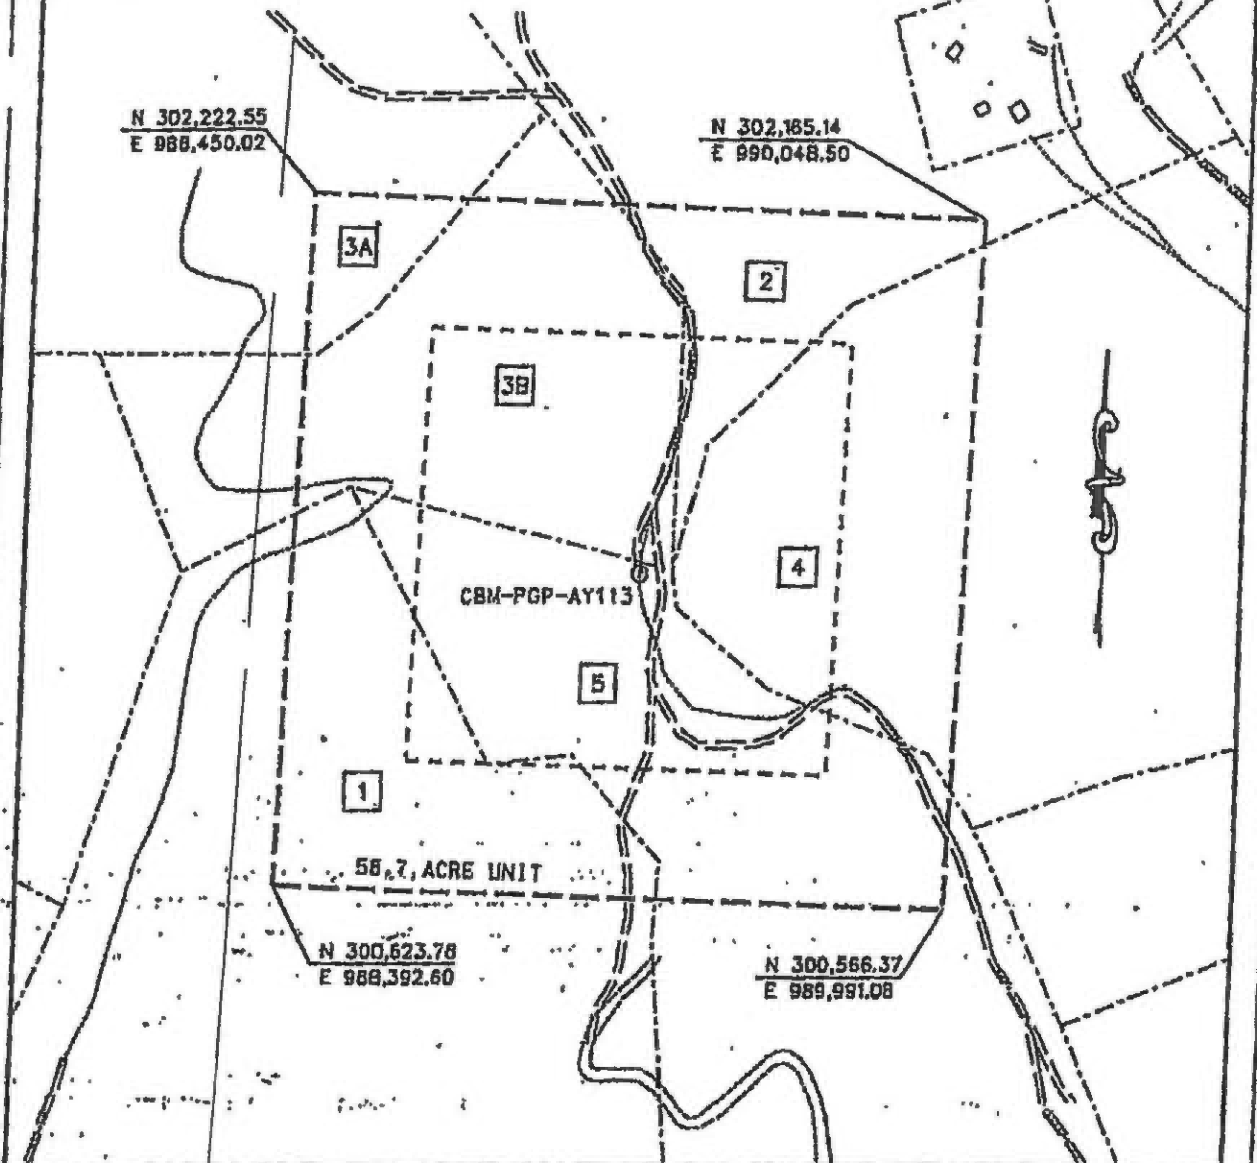 N 302,222.55
E 988,450.02
N 302,165.14
E 990,048.50
3A
2
3B
4
CBM-PGP-AY113
5
1
58.7, ACRE UNIT
N 300,623.78
E 988,392.60
N 300,566.37
E 989,991.08